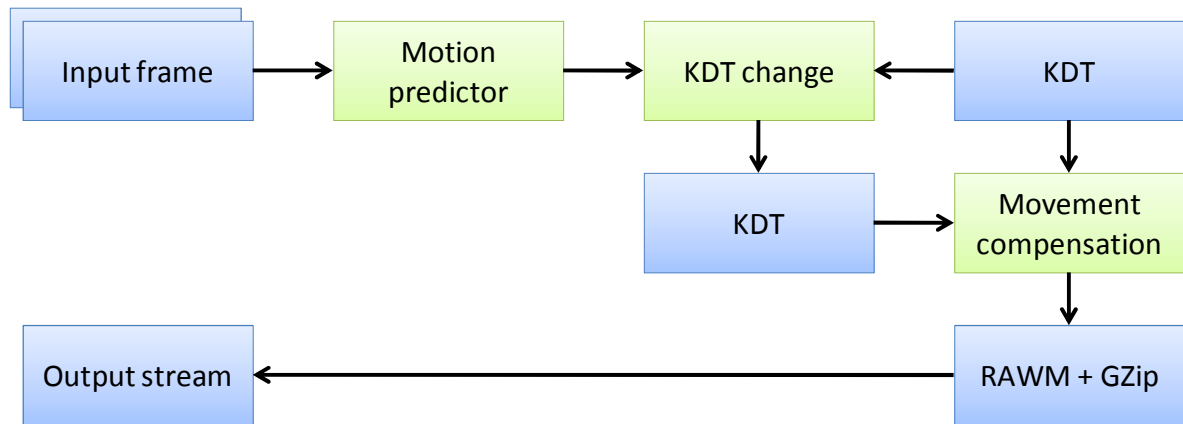 Input frame
Motion
predictor
KDT change
KDT
KDT
Movement
compensation
Output stream
RAWM + GZip